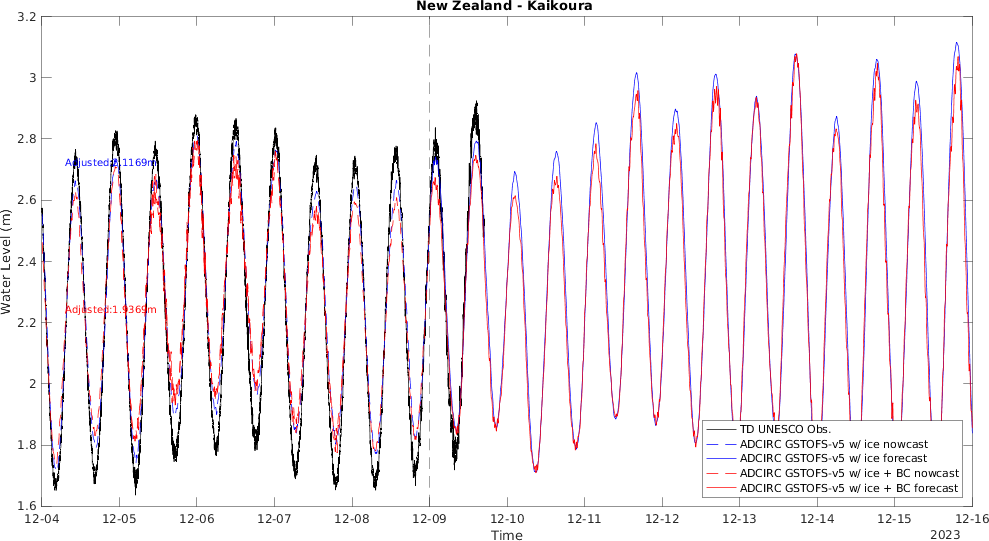 New Zealand - Kaikoura
3.2
3
2.8
2.6
2.4
2.2
2
1.8
1.6
Water Level (m)
Adjusted:2.1169m
Adjusted:1.9369m
TD UNESCO Obs.
ADCIRC GSTOFS-v5 w/ ice nowcast
ADCIRC GSTOFS-v5 w/ ice forecast
ADCIRC GSTOFS-v5 w/ ice + BC nowcast
ADCIRC GSTOFS-v5 w/ ice + BC forecast
12-04 12-05 12-06 12-07 12-08 12-09 12-10 12-11 12-12 12-13 12-14 12-15 12-16
Time
2023